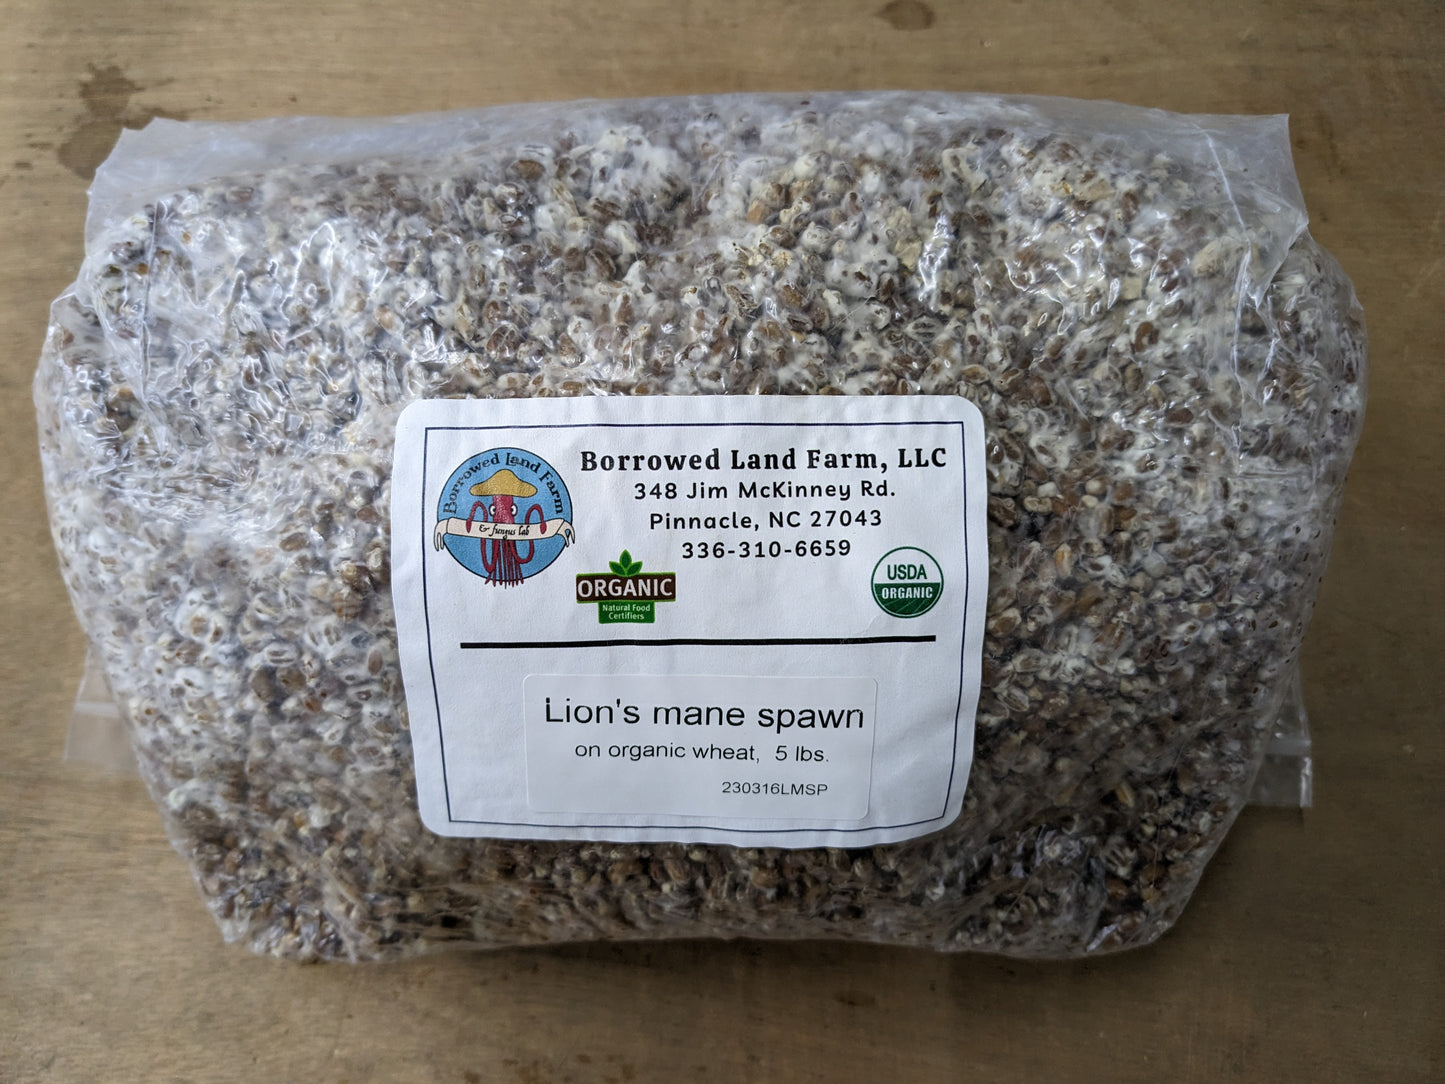 Borrowed Land Farm
& fungus lab
Borrowed Land Farm, LLC
348 Jim McKinney Rd.
Pinnacle, NC 27043
336-310-6659
ORGANIC
Natural Food
Certifiers
USDA
ORGANIC
Lion's mane spawn
on organic wheat, 5 lbs.
230316LMSP